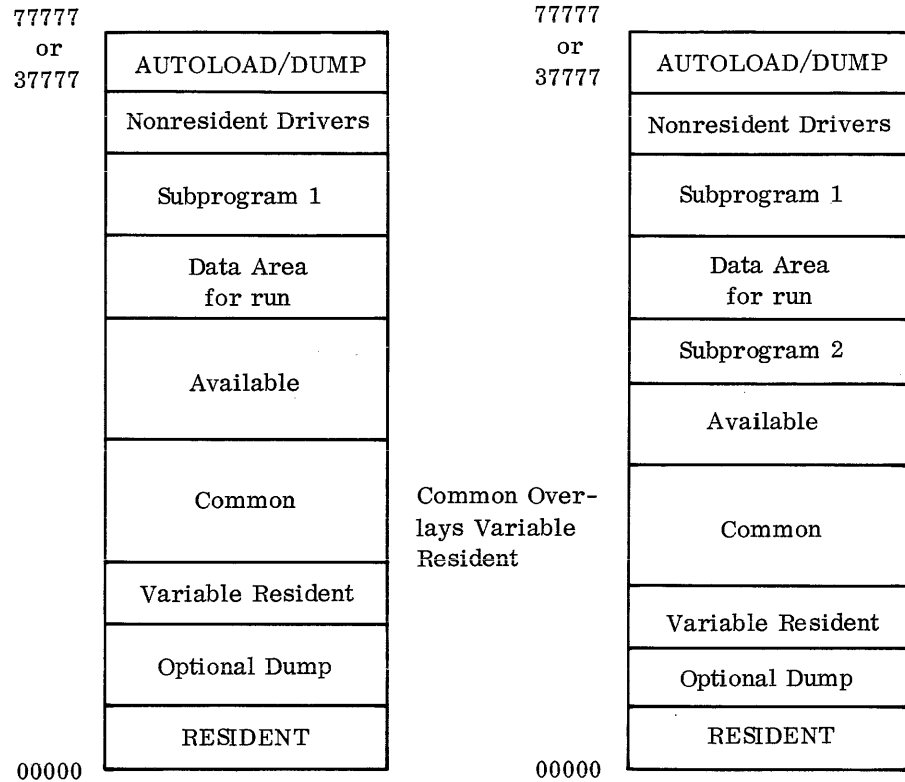 77777
or
37777
AUTOLOAD/DUMP
Nonresident Drivers
Subprogram 1
Data Area
for run
Available
Common
Variable Resident
Optional Dump
RESIDENT
00000
Common Over-
lays Variable
Resident
77777
or
37777
AUTOLOAD/DUMP
Nonresident Drivers
Subprogram 1
Data Area
for run
Subprogram 2
Available
Common
Variable Resident
Optional Dump
RESIDENT
00000